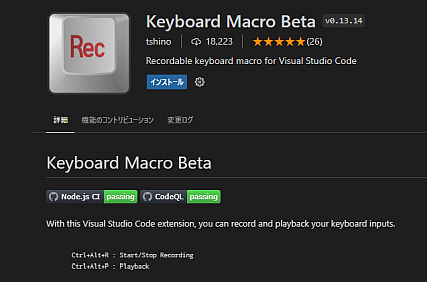 Rec
Keyboard Macro Beta v0.13.14
tshino 18,223 (26)
Recordable keyboard macro for Visual Studio Code
インストール
詳細 機能のコントリビューション 変更ログ
Keyboard Macro Beta
Node.js CI passing CodeQL passing
With this Visual Studio Code extension, you can record and playback your keyboard inputs.
Ctrl+Alt+R : Start/Stop Recording
Ctrl+Alt+P : Playback